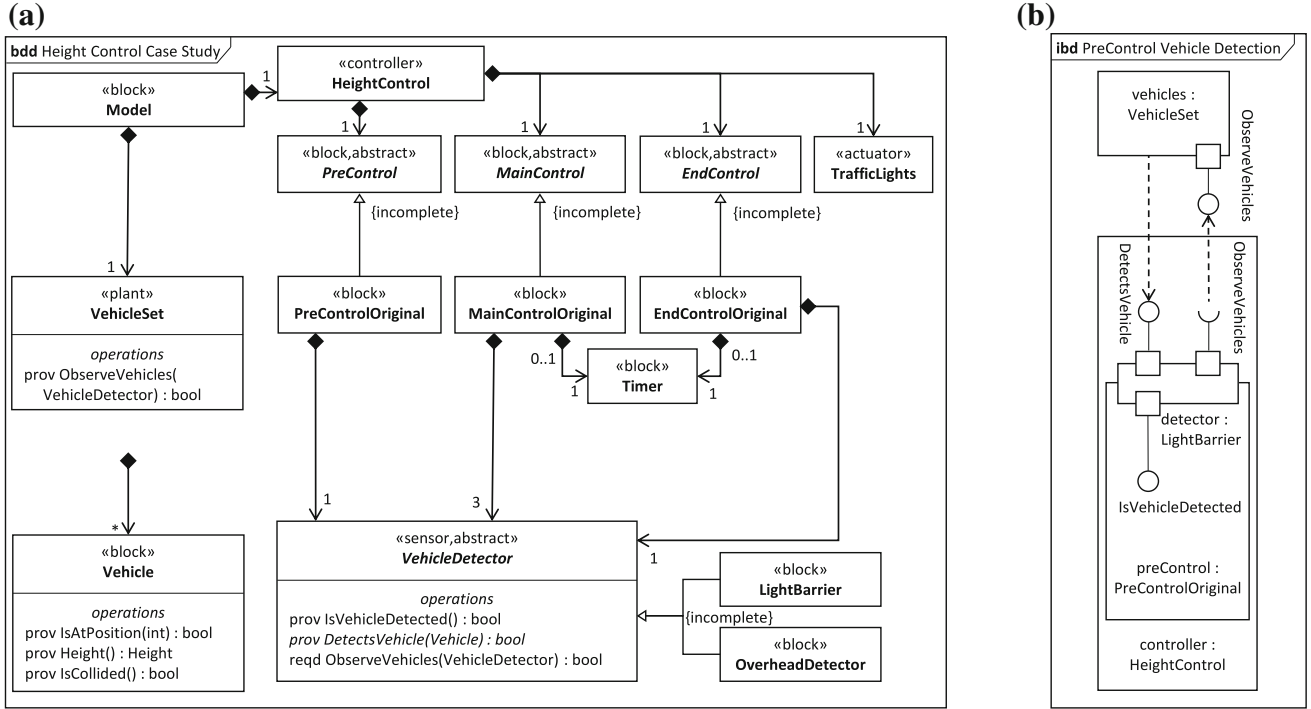 (a)
bdd Height Control Case Study
«block»
Model
1
«controller»
HeightControl
1
1
1
1
«block,abstract»
PreControl
«block,abstract»
MainControl
«block,abstract»
EndControl
«actuator»
TrafficLights
{incomplete}
{incomplete}
{incomplete}
1
«plant»
VehicleSet
operations
prov ObserveVehicles(
VehicleDetector) : bool
«block»
PreControlOriginal
«block»
MainControlOriginal
«block»
EndControlOriginal
0..1
0..1
«block»
Timer
1
1
1
3
*
«block»
Vehicle
operations
prov IsAtPosition(int) : bool
prov Height() : Height
prov IsCollided() : bool
«sensor,abstract»
VehicleDetector
1
operations
prov IsVehicleDetected() : bool
prov DetectsVehicle(Vehicle) : bool
reqd ObserveVehicles(VehicleDetector) : bool
«block»
LightBarrier
{incomplete}
«block»
OverheadDetector
(b)
ibd PreControl Vehicle Detection
vehicles :
VehicleSet
ObserveVehicles
DetectsVehicle
ObserveVehicles
detector :
LightBarrier
IsVehicleDetected
preControl :
PreControlOriginal
controller :
HeightControl